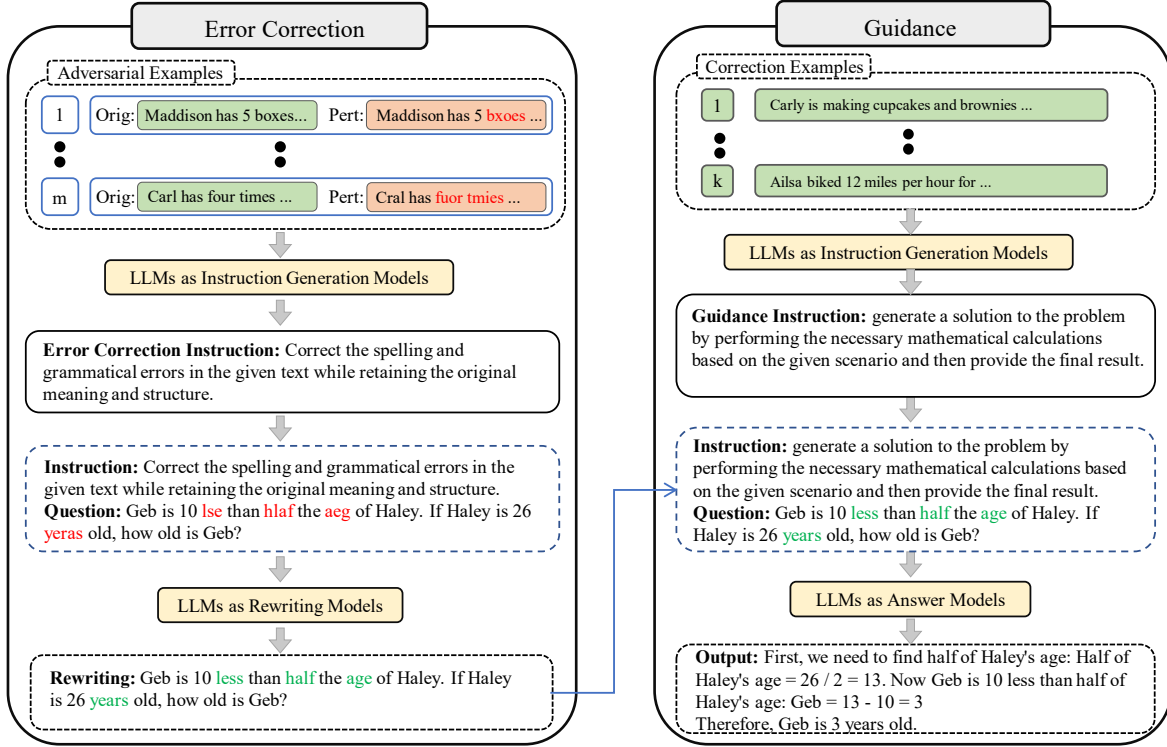 Error Correction
Adversarial Examples
1
Orig:
Maddison has 5 boxes...
Pert:
Maddison has 5 bxoes ...
m
Orig:
Carl has four times ...
Pert:
Cral has fuor tmies ...
LLMs as Instruction Generation Models
Error Correction Instruction: Correct the spelling and
grammatical errors in the given text while retaining the original
meaning and structure.
Instruction: Correct the spelling and grammatical errors in the
given text while retaining the original meaning and structure.
Question: Geb is 10 lse than hlaf the aeg of Haley. If Haley is 26
yeras old, how old is Geb?
LLMs as Rewriting Models
Rewriting: Geb is 10 less than half the age of Haley. If Haley
is 26 years old, how old is Geb?
Guidance
Correction Examples
1
Carly is making cupcakes and brownies ...
k
Ailsa biked 12 miles per hour for ...
LLMs as Instruction Generation Models
Guidance Instruction: generate a solution to the problem
by performing the necessary mathematical calculations
based on the given scenario and then provide the final result.
Instruction: generate a solution to the problem by
performing the necessary mathematical calculations based
on the given scenario and then provide the final result.
Question: Geb is 10 less than half the age of Haley. If
Haley is 26 years old, how old is Geb?
LLMs as Answer Models
Output: First, we need to find half of Haley's age: Half of
Haley's age = 26 / 2 = 13. Now Geb is 10 less than half of
Haley's age: Geb = 13 - 10 = 3
Therefore, Geb is 3 years old.